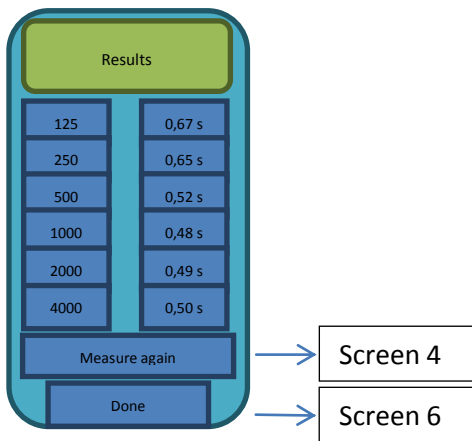 Results
125 0,67 s
250 0,65 s
500 0,52 s
1000 0,48 s
2000 0,49 s
4000 0,50 s
Measure again
Screen 4
Done
Screen 6